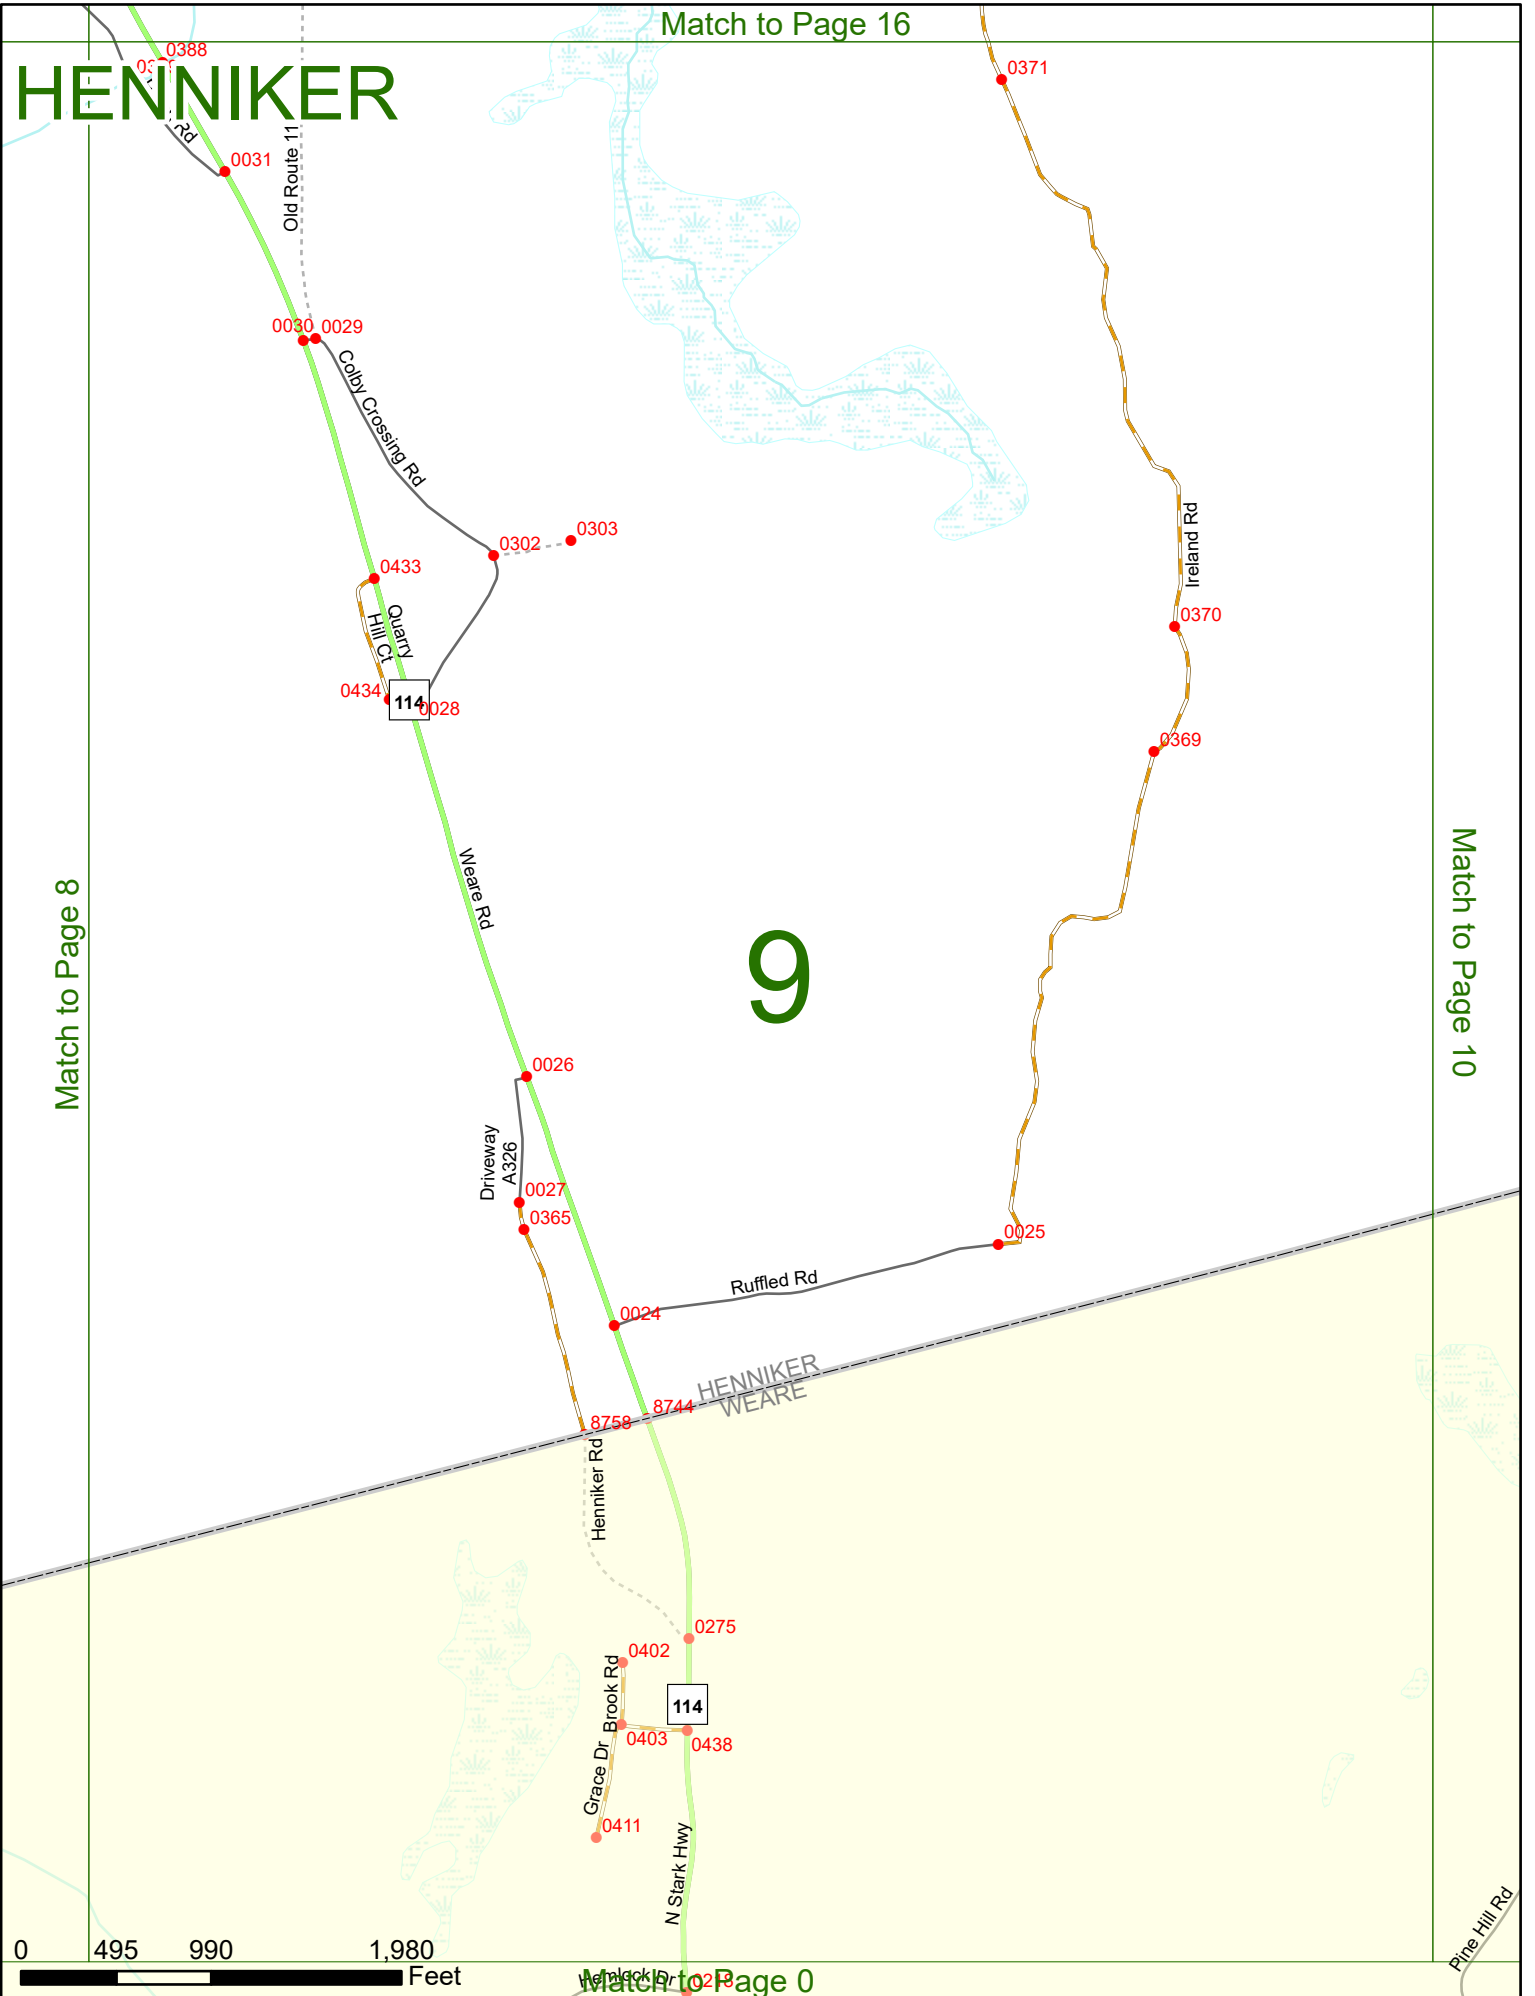 Match to Page 16
0388
0371
HENNIKER
Rd
0031
Old Route 11
0030
0029
Colby Crossing Rd
0303
0302
Ireland Rd
0433
Quarry
Hill Ct
0370
0434
114
0028
0369
Weare Rd
Match to Page 8
9
Match to Page 10
0026
Driveway
A326
0027
0365
0025
Ruffled Rd
0024
HENNIKER
WEARE
8744
8758
Henniker Rd
0275
0402
Brook Rd
114
0403
0438
Grace Dr
0411
N Stark Hwy
Pine Hill Rd
0
495
990
1,980
Feet
Hemlock Dr
Match to Page 0